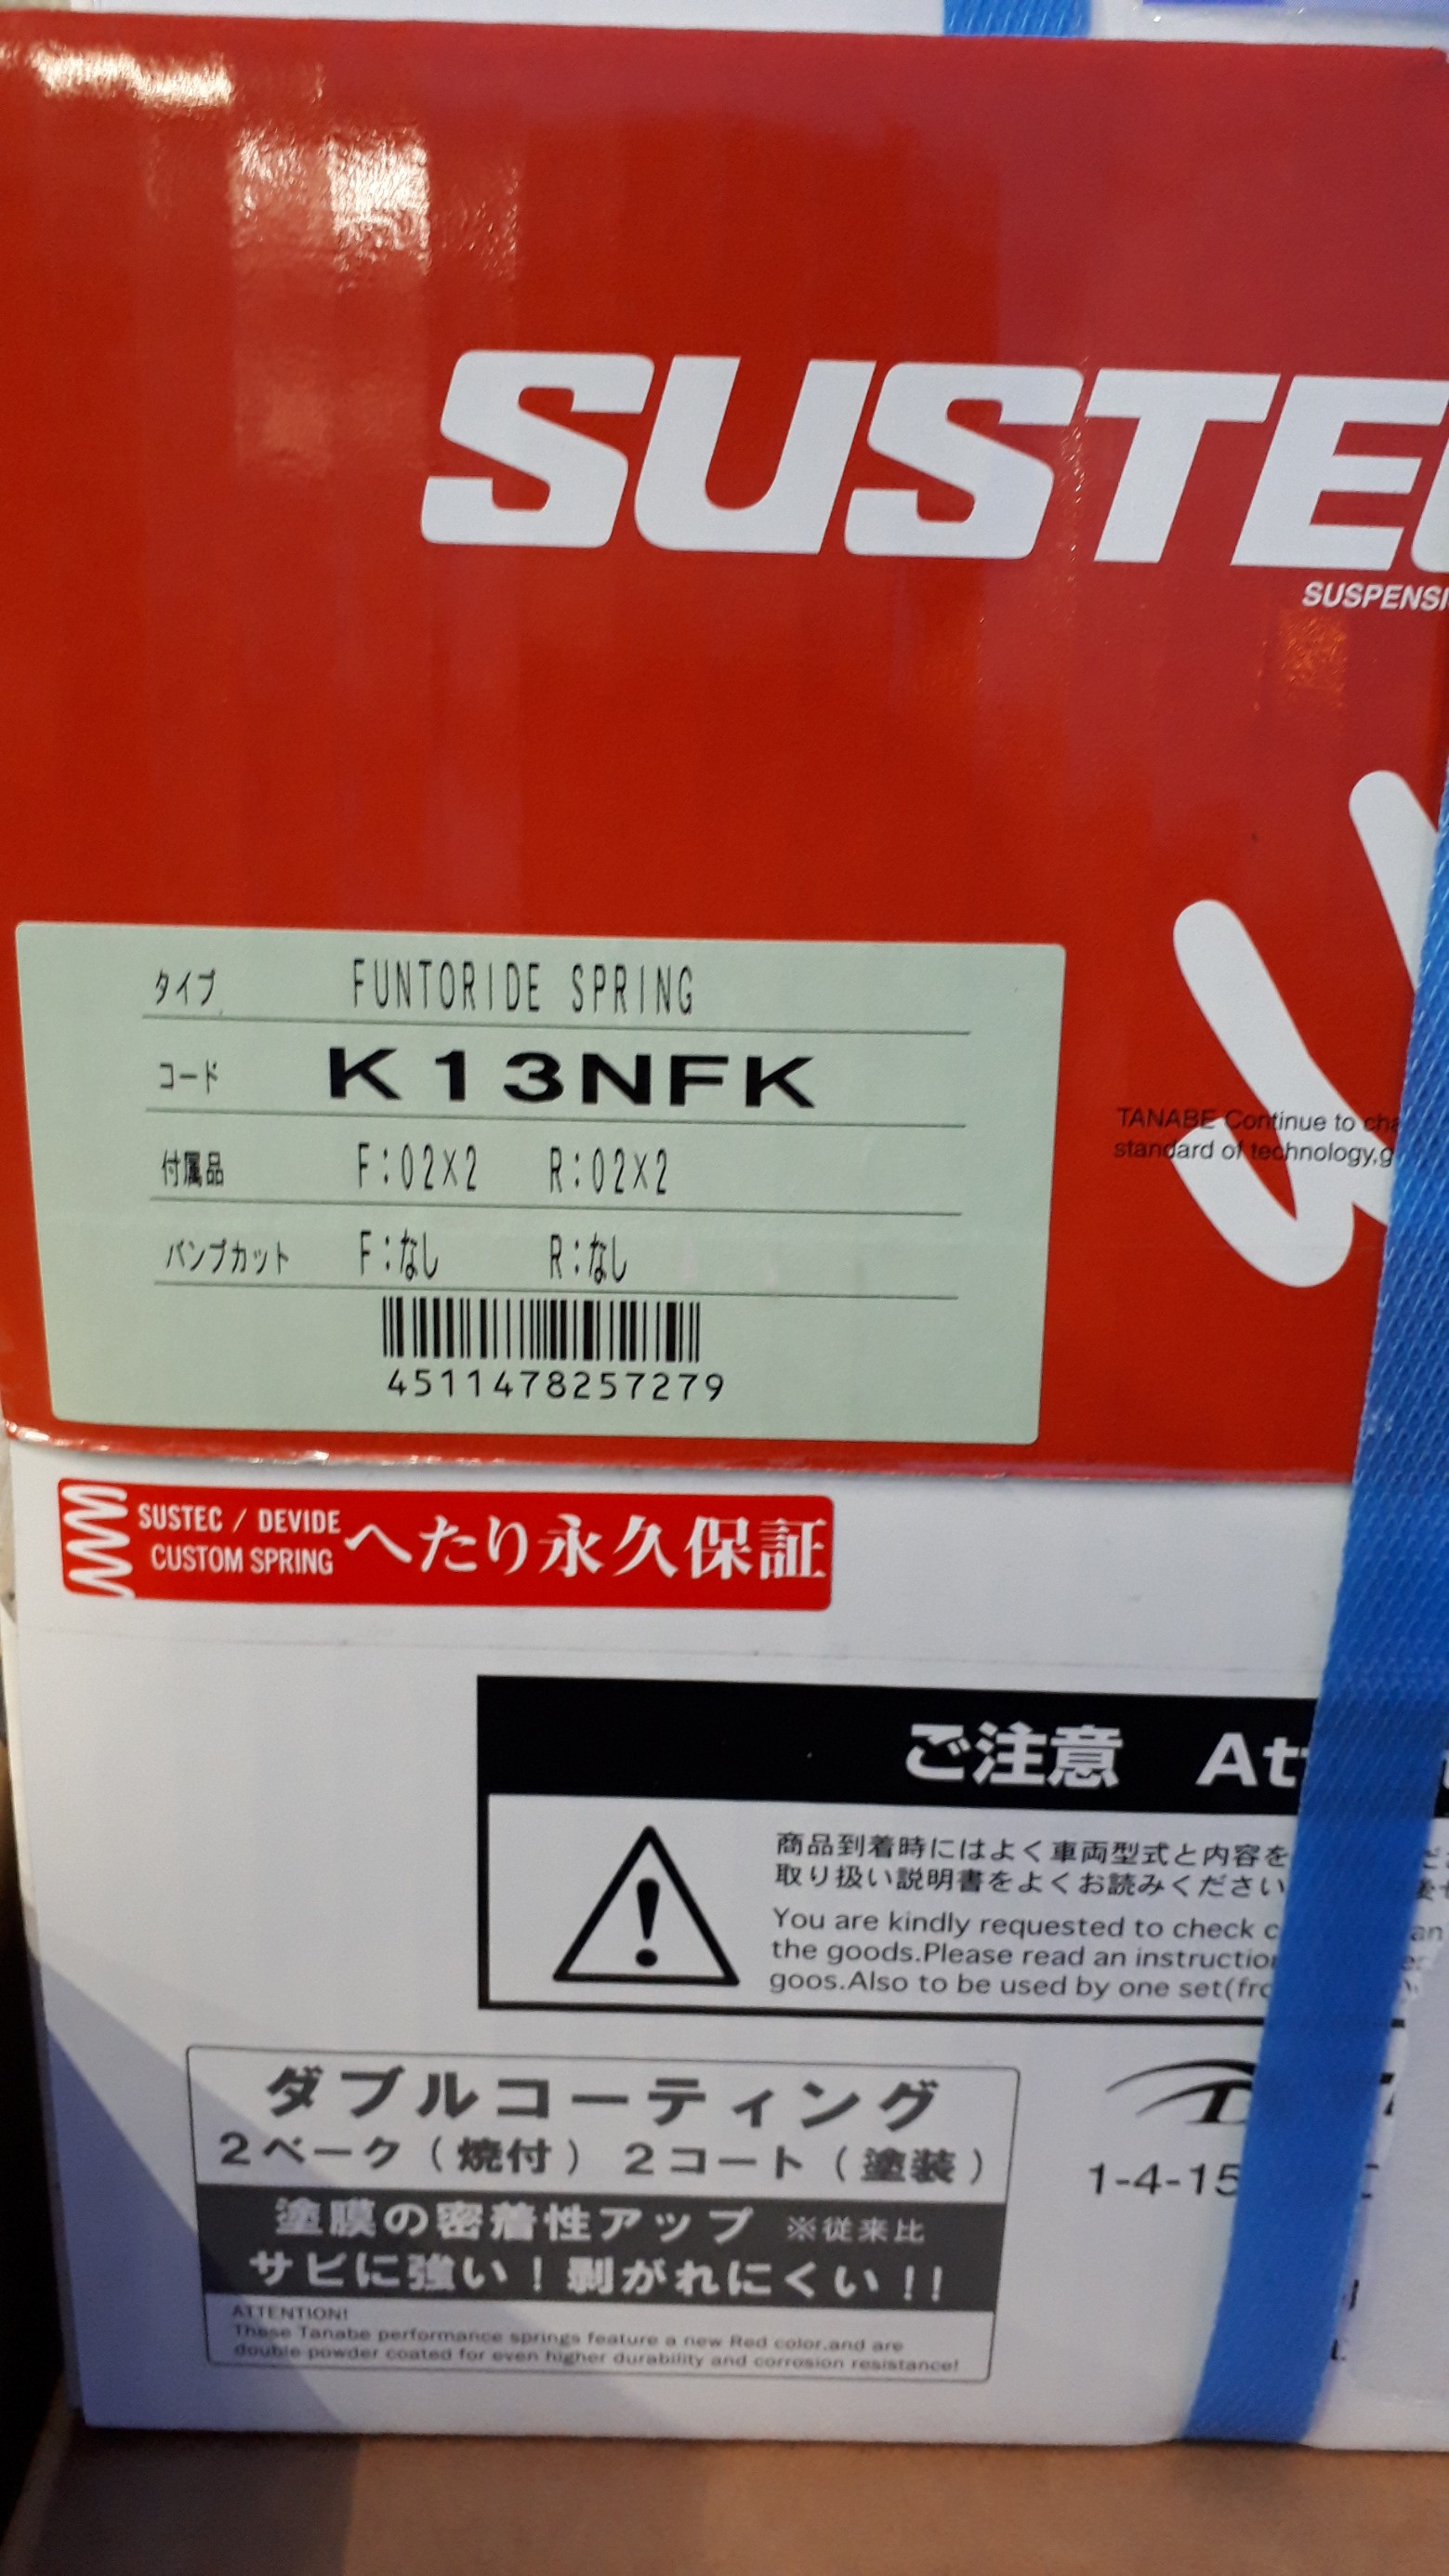 SUSTE
SUSPENSI
タイプ FUNTORIDE SPRING
コード K13NFK
付属品 F:02X2 R:02X2
バンプカット F:なし R:なし
4511478257279
TANABE Continue to cha
standard of technology,g
SUSTEC / DEVIDE
CUSTOM SPRING
へたり永久保証
ご注意 Att
商品到着時にはよく車両型式と内容を
取り扱い説明書をよくお読みください
You are kindly requested to check c
the goods.Please read an instruction
goos.Also to be used by one set(fro
ダブルコーティング
2ベーク(焼付) 2コート(塗装)
塗膜の密着性アップ ※従来比
サビに強い!剥がれにくい!!
ATTENTION!
These Tanabe performance springs feature a new Red color,and are
double powder coated for even higher durability and corrosion resistance!
1-4-15